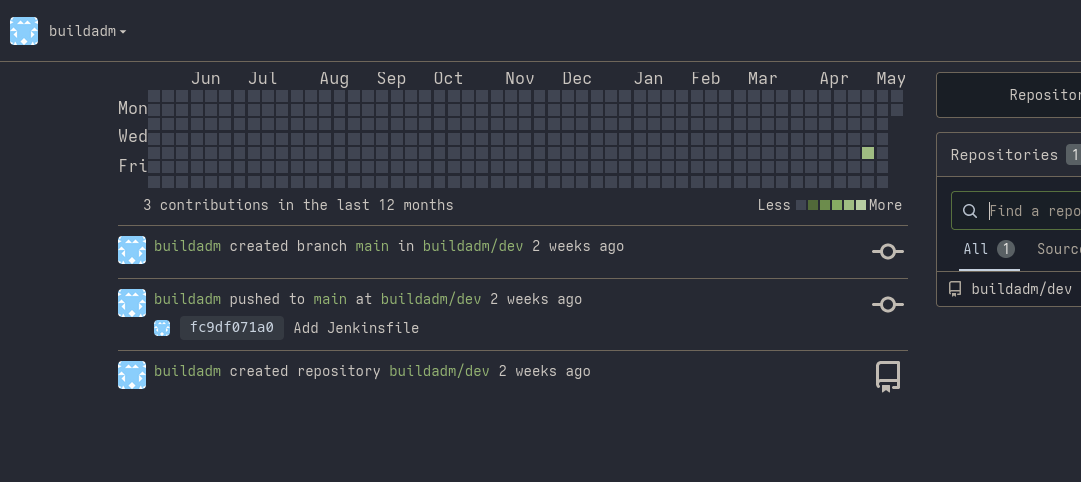 buildadm
Jun Jul Aug Sep Oct Nov Dec Jan Feb Mar Apr May
Mon
Wed
Fri
3 contributions in the last 12 months
Less More
buildadm created branch main in buildadm/dev 2 weeks ago
buildadm pushed to main at buildadm/dev 2 weeks ago
fc9df071a0 Add Jenkinsfile
buildadm created repository buildadm/dev 2 weeks ago
Repositor
Repositories 1
Find a repo
All 1 Sourc
buildadm/dev